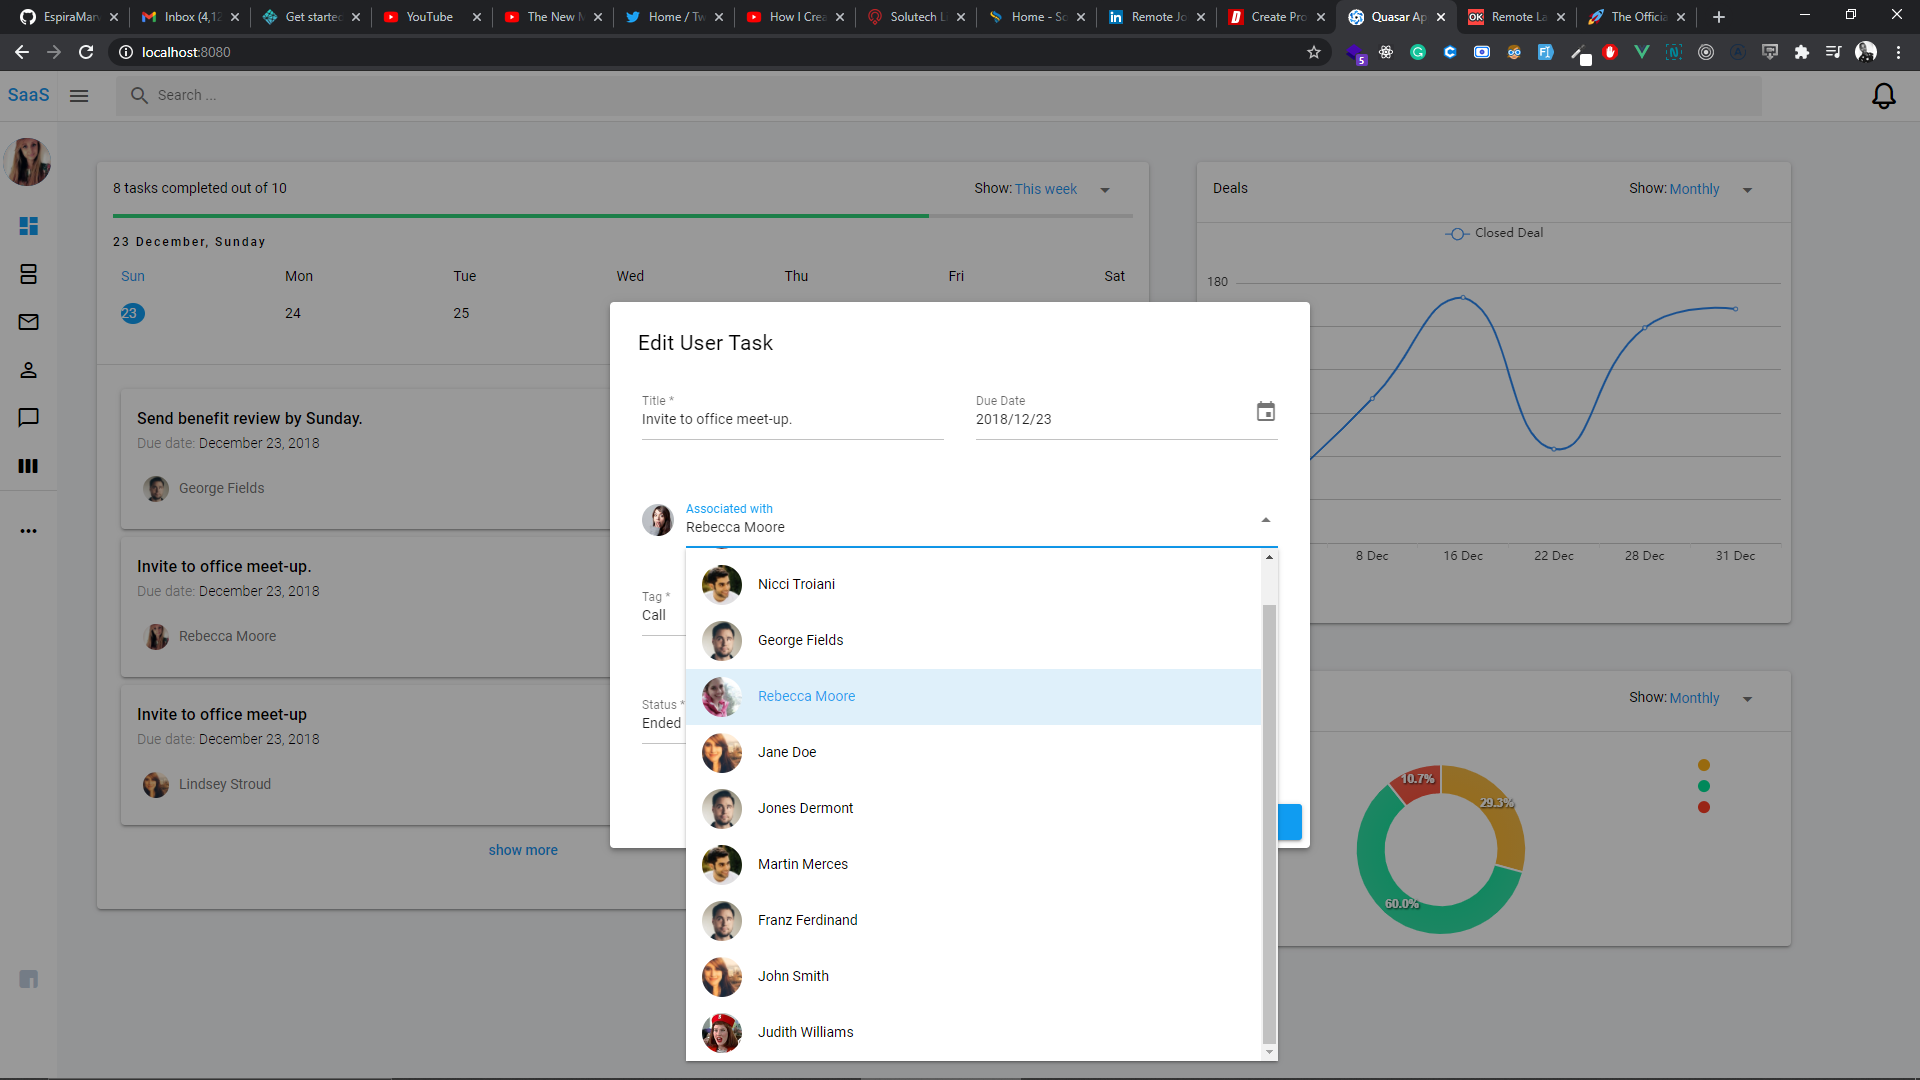 EspiraMar
Inbox (4,12
Get started
YouTube
The New M
Home / Tw
How I Crea
Solutech Li
Home - So
Remote Jo
Create Pro
Quasar Ap
Remote La
The Officia
localhost:8080
5
SaaS
Search ...
8 tasks completed out of 10
Show: This week
23 December, Sunday
Sun Mon Tue Wed Thu Fri Sat
23 24 25
Send benefit review by Sunday.
Due date: December 23, 2018
George Fields
Invite to office meet-up.
Due date: December 23, 2018
Rebecca Moore
Invite to office meet-up
Due date: December 23, 2018
Lindsey Stroud
show more
Edit User Task
Title *
Invite to office meet-up.
Due Date
2018/12/23
Associated with
Rebecca Moore
Tag *
Call
Status *
Ended
Nicci Troiani
George Fields
Rebecca Moore
Jane Doe
Jones Dermont
Martin Merces
Franz Ferdinand
John Smith
Judith Williams
Deals
Show: Monthly
Closed Deal
180
8 Dec 16 Dec 22 Dec 28 Dec 31 Dec
Show: Monthly
10.7%
29.3%
60.0%